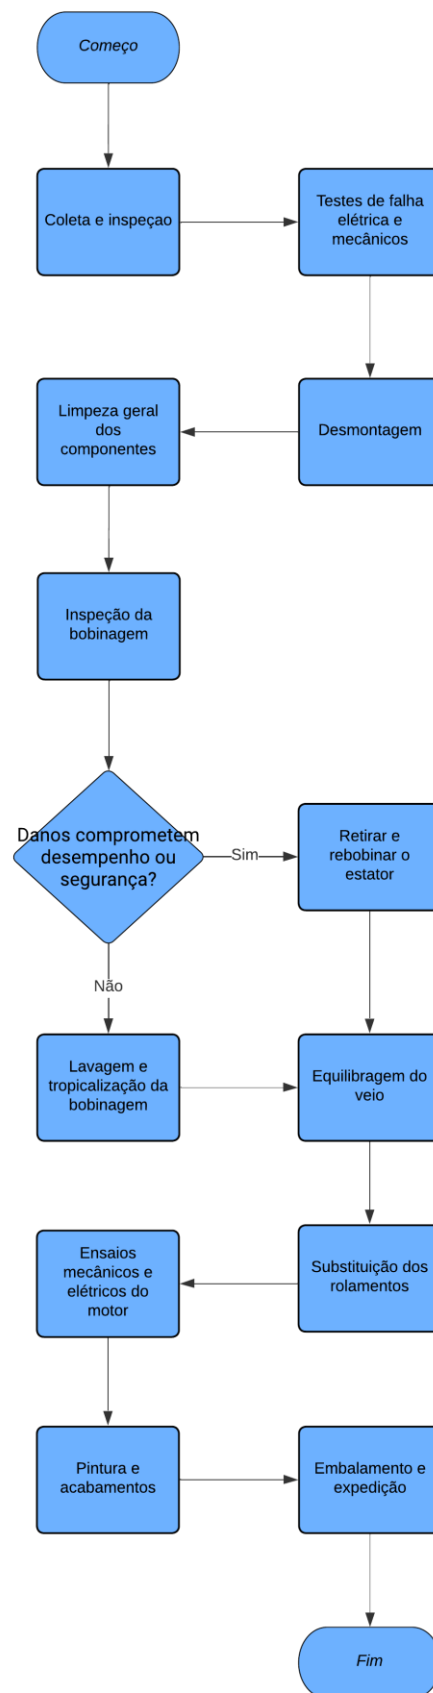 Começo
Coleta e inspeçao
Testes de falha
elétrica e
mecânicos
Limpeza geral
dos
componentes
Desmontagem
Inspeção da
bobinagem
Danos comprometem
desempenho ou
segurança?
Sim
Retirar e
rebobinar o
estator
Não
Lavagem e
tropicalização da
bobinagem
Equilibragem do
veio
Ensaios
mecânicos e
elétricos do
motor
Substituição dos
rolamentos
Pintura e
acabamentos
Embalamento e
expedição
Fim